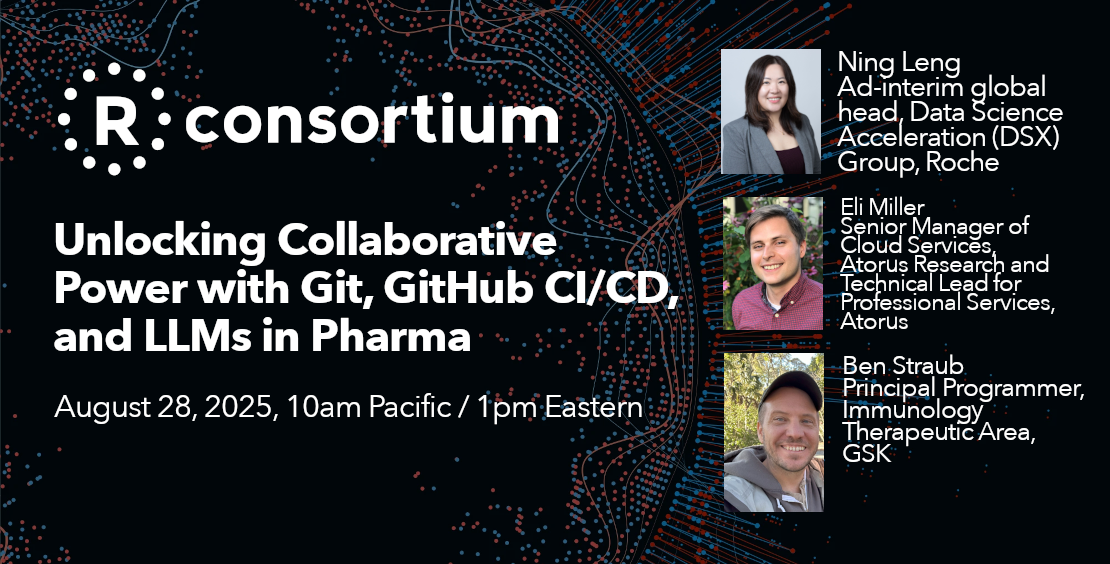 R consortium
Unlocking Collaborative
Power with Git, GitHub CI/CD,
and LLMs in Pharma
August 28, 2025, 10am Pacific / 1pm Eastern
Ning Leng
Ad-interim global
head, Data Science
Acceleration (DSX)
Group, Roche
Eli Miller
Senior Manager of
Cloud Services,
Atorus Research and
Technical Lead for
Professional Services,
Atorus
Ben Straub
Principal Programmer,
Immunology
Therapeutic Area,
GSK